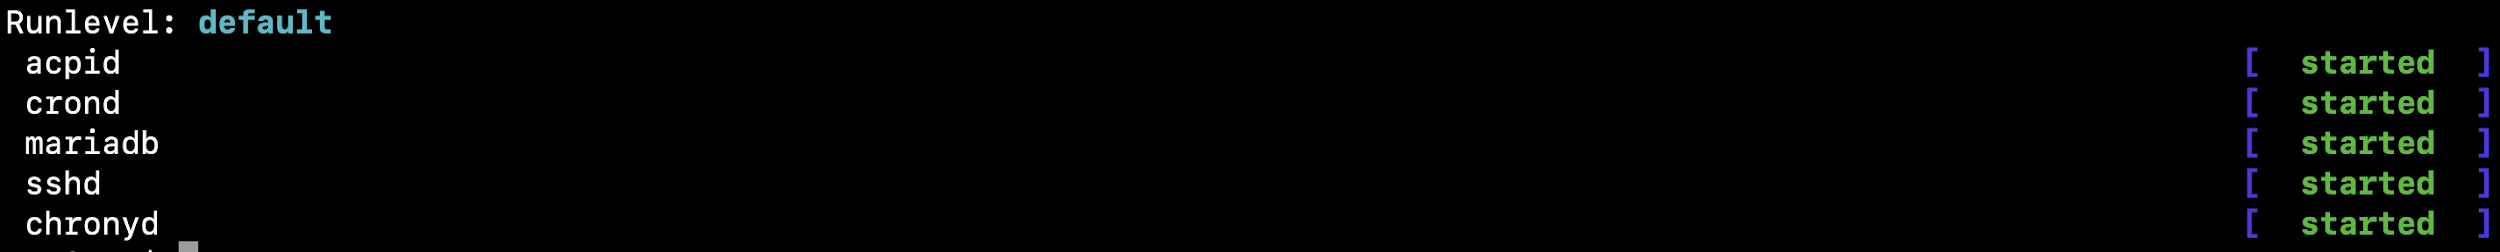 Runlevel: default
acpid [ started ]
crond [ started ]
mariadb [ started ]
sshd [ started ]
chronyd [ started ]